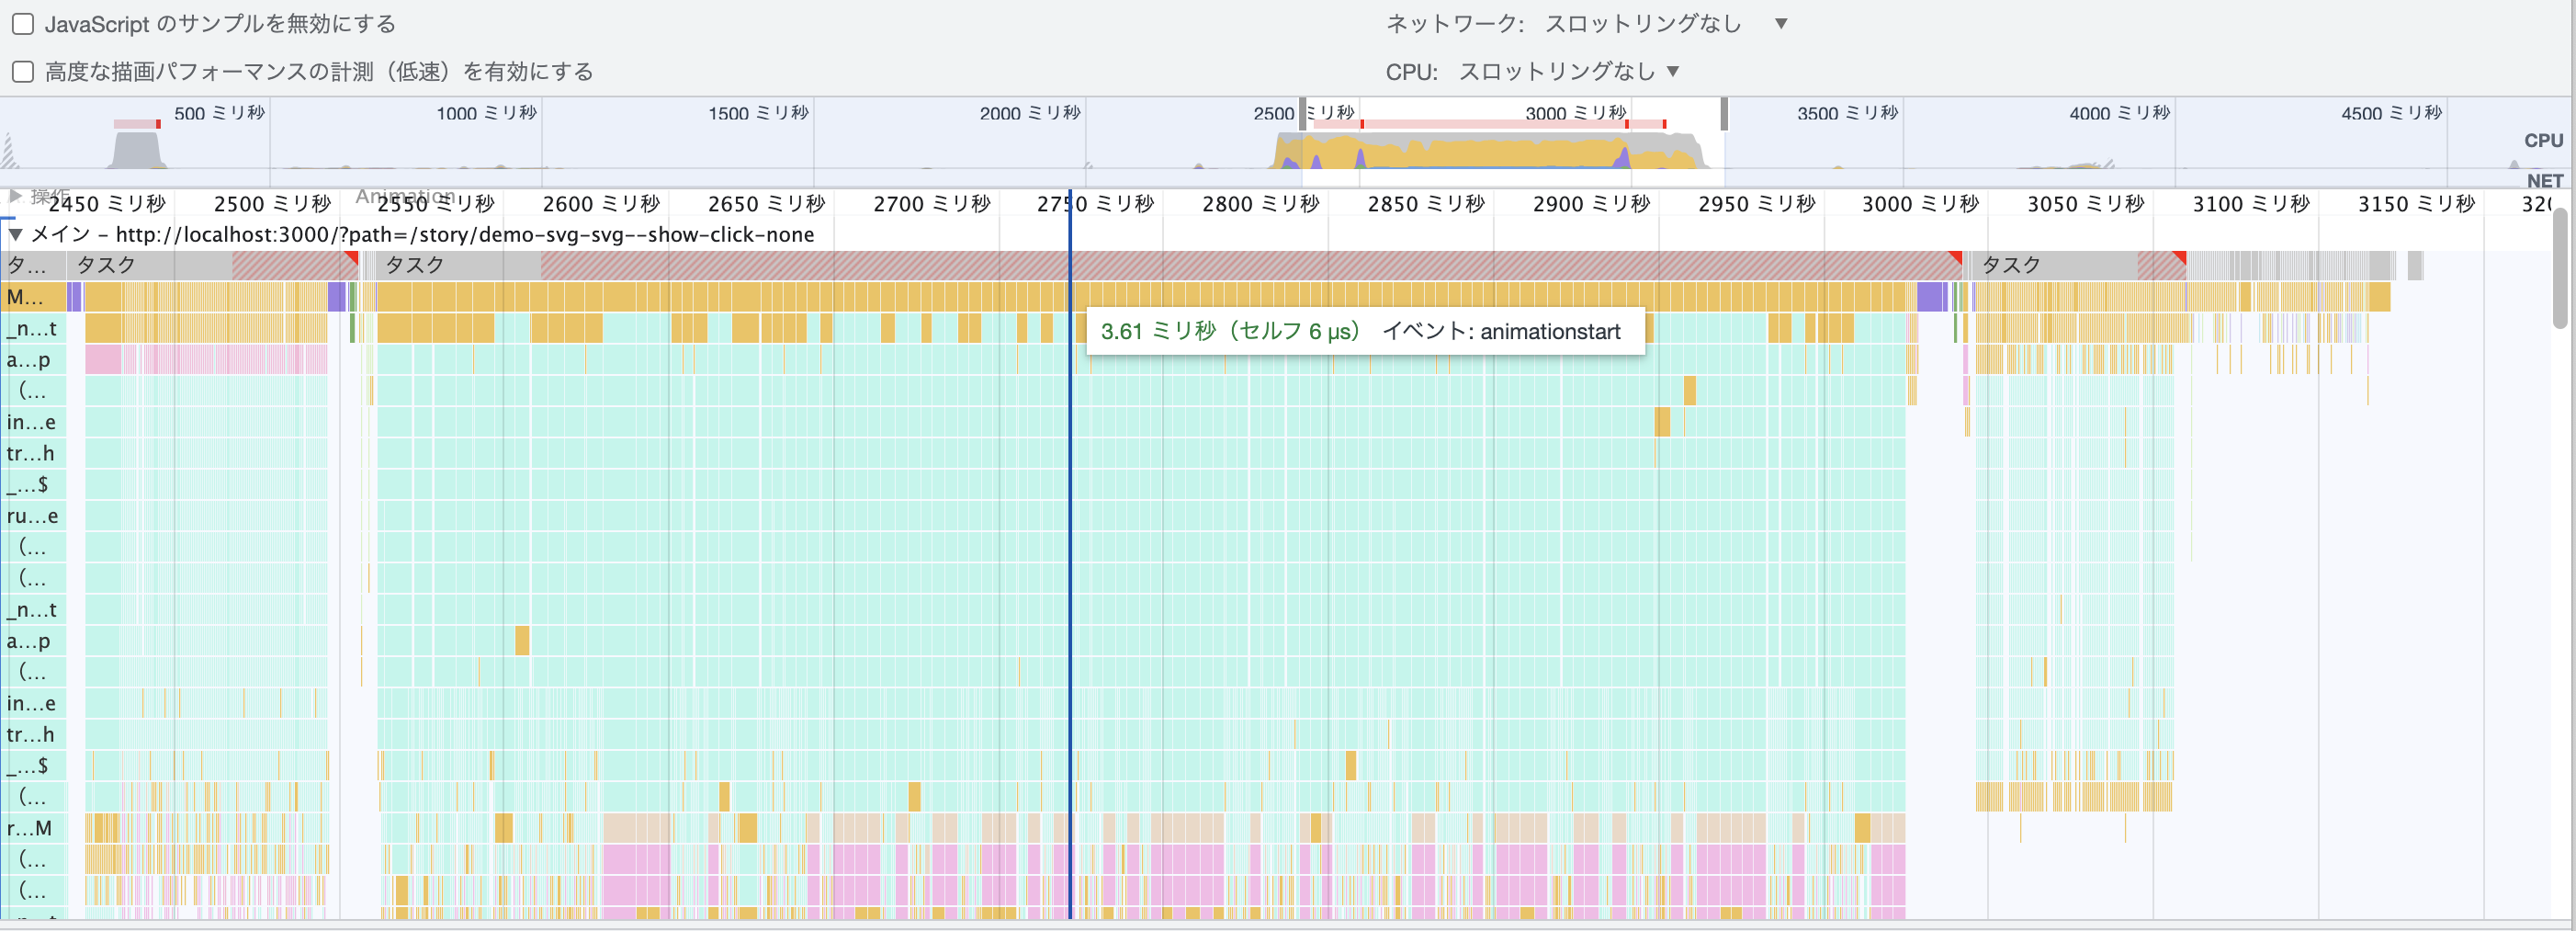 JavaScript のサンプルを無効にする
ネットワーク: スロットリングなし ▼
高度な描画パフォーマンスの計測（低速）を有効にする
CPU: スロットリングなし ▼
500 ミリ秒 1000 ミリ秒 1500 ミリ秒 2000 ミリ秒 2500 ミリ秒 3000 ミリ秒 3500 ミリ秒 4000 ミリ秒 4500 ミリ秒
CPU
NET
▶ 操作 Animation
2450 ミリ秒 2500 ミリ秒 2550 ミリ秒 2600 ミリ秒 2650 ミリ秒 2700 ミリ秒 2750 ミリ秒 2800 ミリ秒 2850 ミリ秒 2900 ミリ秒 2950 ミリ秒 3000 ミリ秒 3050 ミリ秒 3100 ミリ秒 3150 ミリ秒
▼ メイン – http://localhost:3000/?path=/story/demo-svg-svg--show-click-none
タ… タスク タスク タスク
M…
_n…t
3.61 ミリ秒（セルフ 6 μs） イベント: animationstart
a…p
(…
in…e
tr…h
_…$
ru…e
(…
(…
_n…t
a…p
(…
in…e
tr…h
_…$
(…
r…M
(…
(…